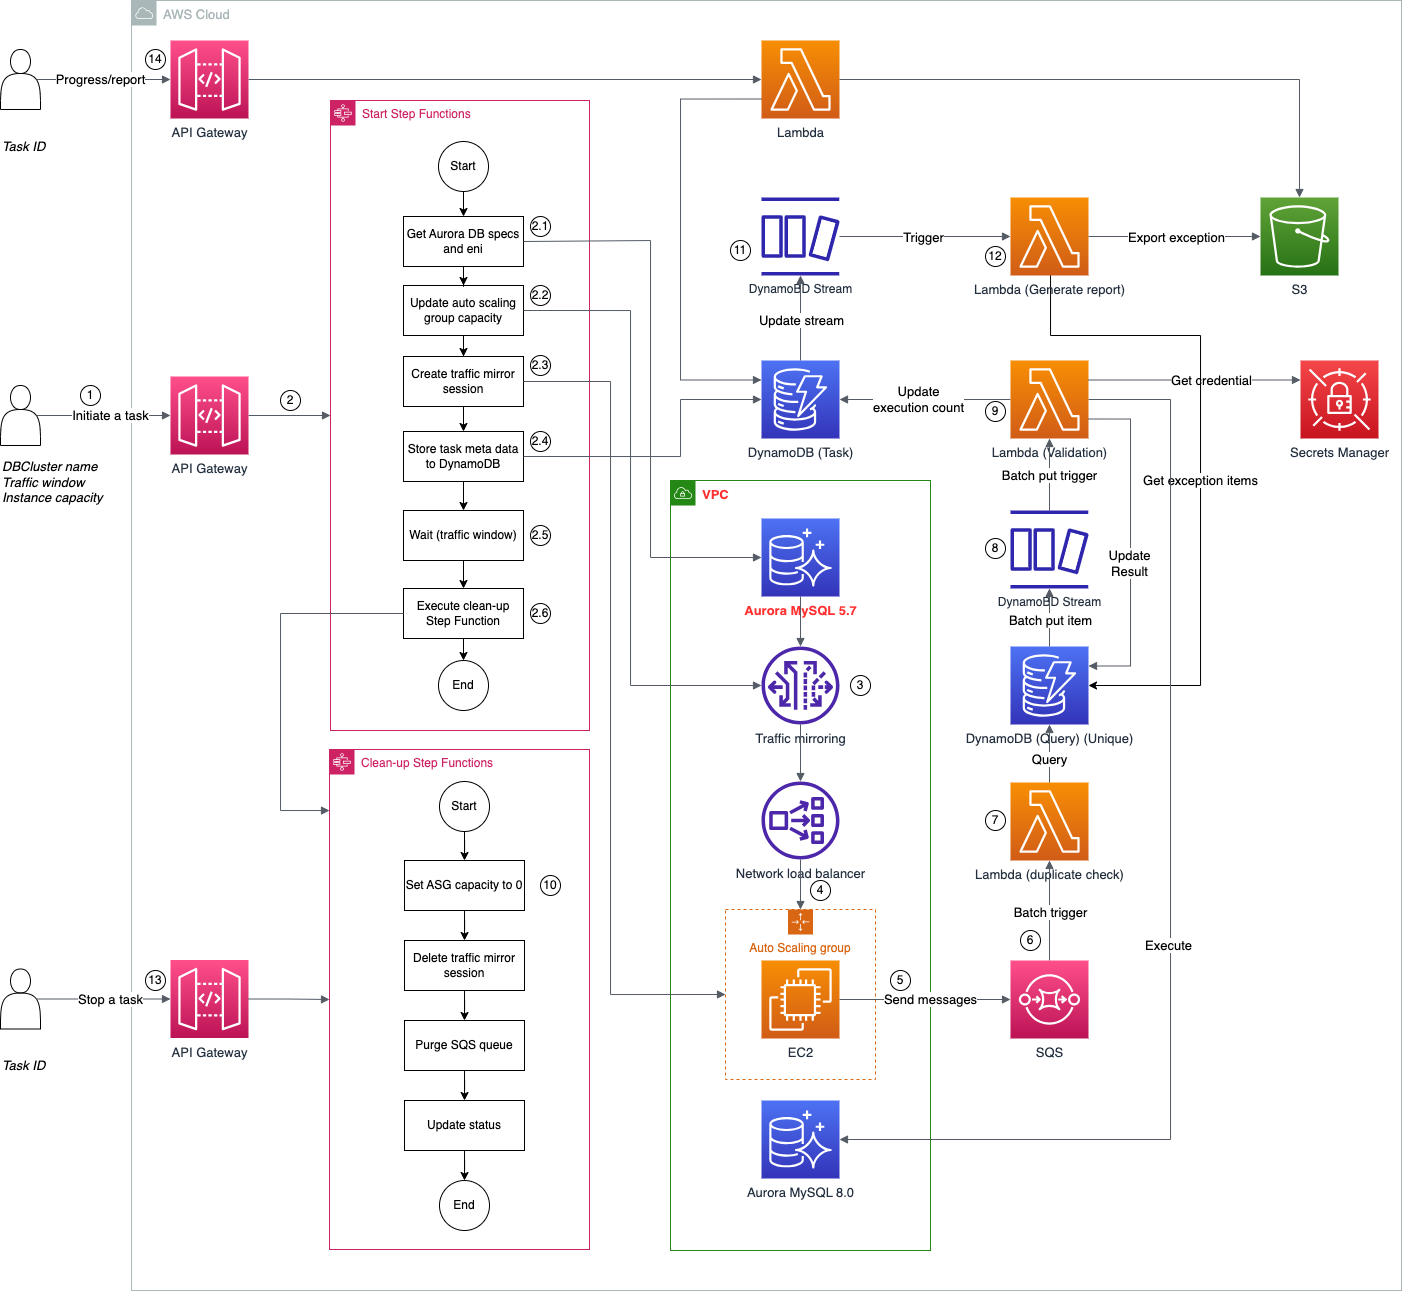 AWS Cloud
14
Progress/report
API Gateway
Task ID
Lambda
Start Step Functions
Start
Get Aurora DB specs
and eni
2.1
Update auto scaling
group capacity
2.2
Create traffic mirror
session
2.3
Store task meta data
to DynamoDB
2.4
Wait (traffic window)
2.5
Execute clean-up
Step Function
2.6
End
1
Initiate a task
2
API Gateway
DBCluster name
Traffic window
Instance capacity
11
DynamoBD Stream
Trigger
12
Lambda (Generate report)
Export exception
S3
Update stream
DynamoDB (Task)
Update
execution count
9
Lambda (Validation)
Get credential
Secrets Manager
Batch put trigger
Get exception items
8
DynamoBD Stream
Update
Result
Batch put item
DynamoDB (Query) (Unique)
Query
7
Lambda (duplicate check)
Batch trigger
6
SQS
Execute
VPC
Aurora MySQL 5.7
3
Traffic mirroring
Network load balancer
4
Auto Scaling group
EC2
5
Send messages
Aurora MySQL 8.0
Clean-up Step Functions
Start
Set ASG capacity to 0
10
Delete traffic mirror
session
Purge SQS queue
Update status
End
13
Stop a task
API Gateway
Task ID